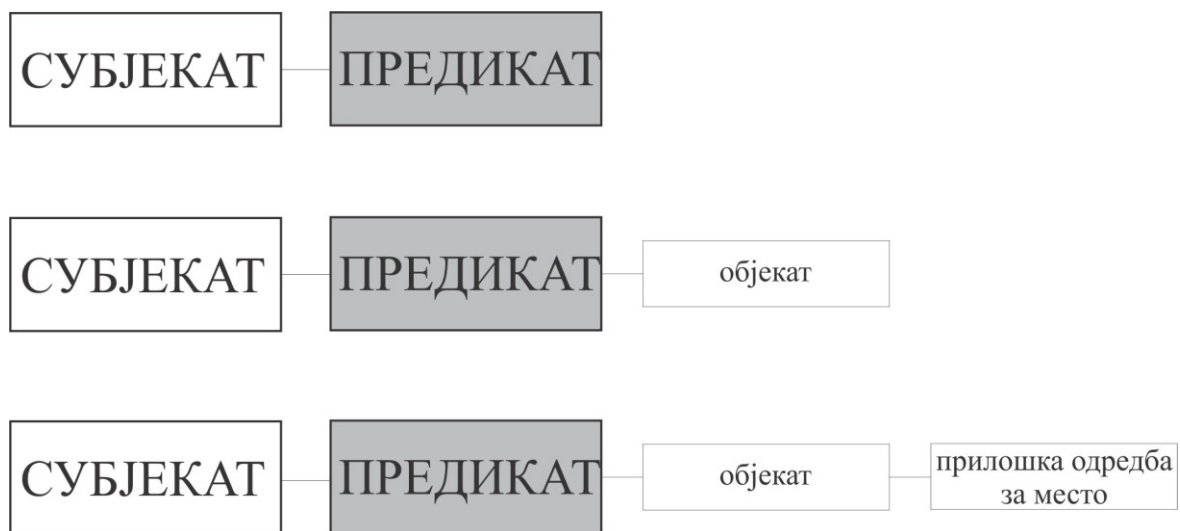 СУБЈЕКАТ ПРЕДИКАТ
СУБЈЕКАТ ПРЕДИКАТ објекат
СУБЈЕКАТ ПРЕДИКАТ објекат прилошка одредба
за место